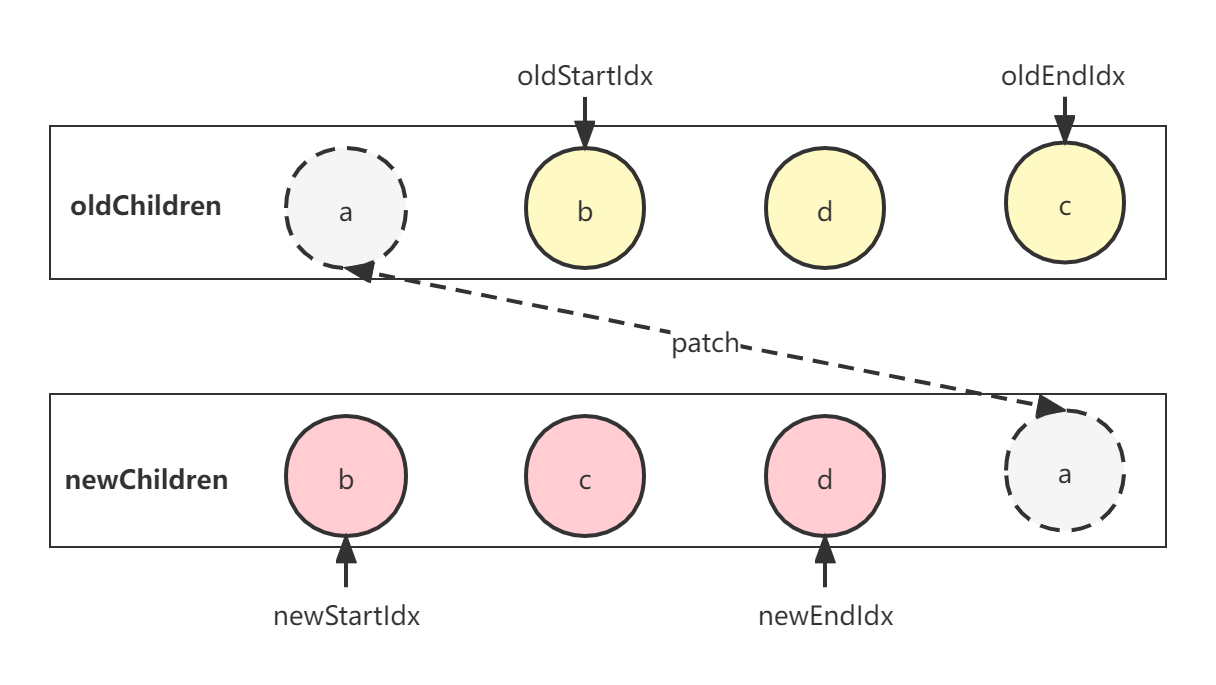 oldStartIdx oldEndIdx
oldChildren a b d c
patch
newChildren b c d a
newStartIdx newEndIdx